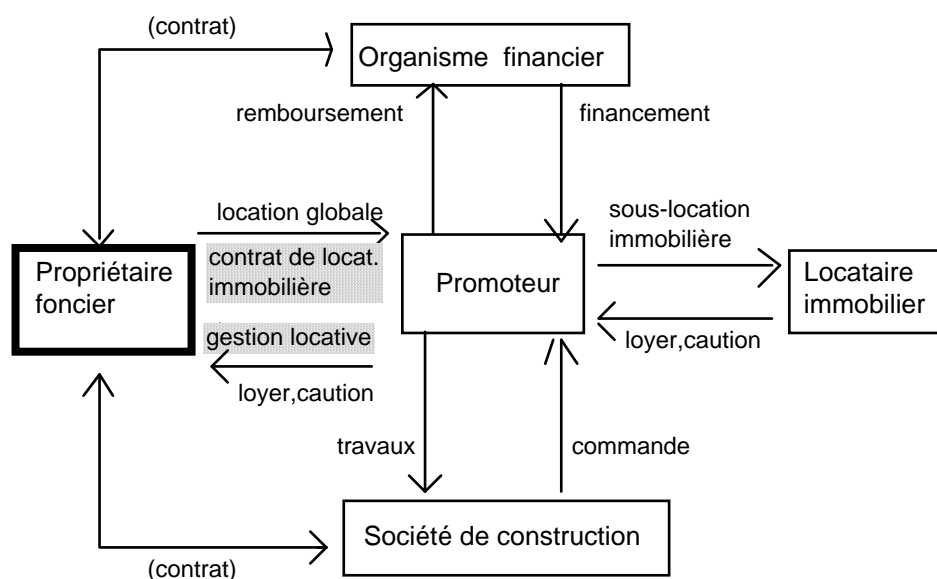 (contrat)
Organisme financier
remboursement
financement
location globale
sous-location
immobilière
Propriétaire
foncier
contrat de locat.
immobilière
Promoteur
Locataire
immobilier
gestion locative
loyer,caution
loyer,caution
travaux
commande
Société de construction
(contrat)